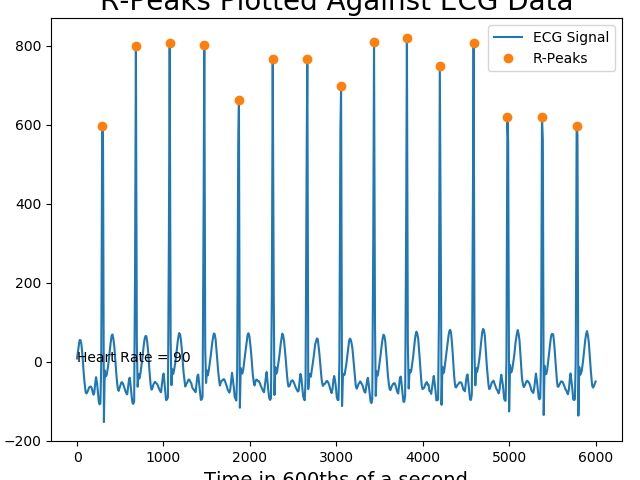 R-Peaks Plotted Against ECG Data
ECG Signal
R-Peaks
800
600
400
200
0
−200
Heart Rate = 90
0 1000 2000 3000 4000 5000 6000
Time in 600ths of a second